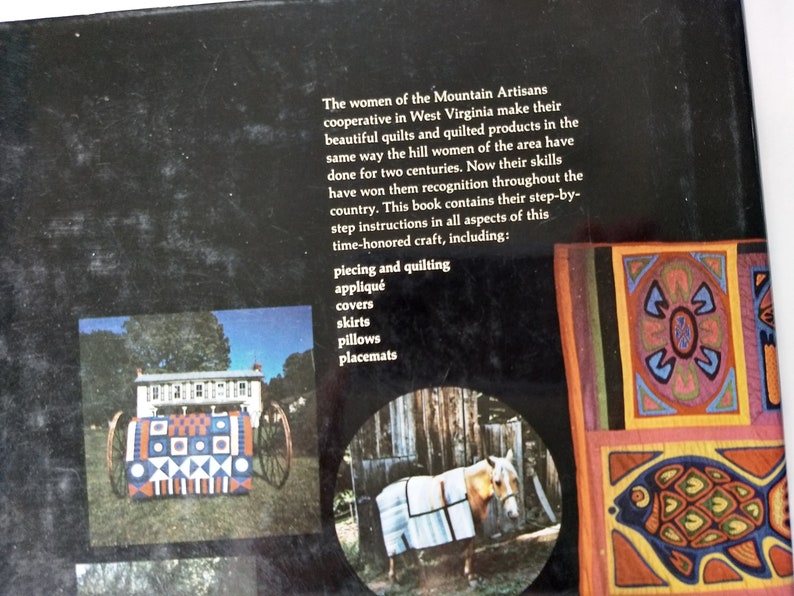 The women of the Mountain Artisans
cooperative in West Virginia make their
beautiful quilts and quilted products in the
same way the hill women of the area have
done for two centuries. Now their skills
have won them recognition throughout the
country. This book contains their step-by-
step instructions in all aspects of this
time-honored craft, including:
piecing and quilting
appliqué
covers
skirts
pillows
placemats